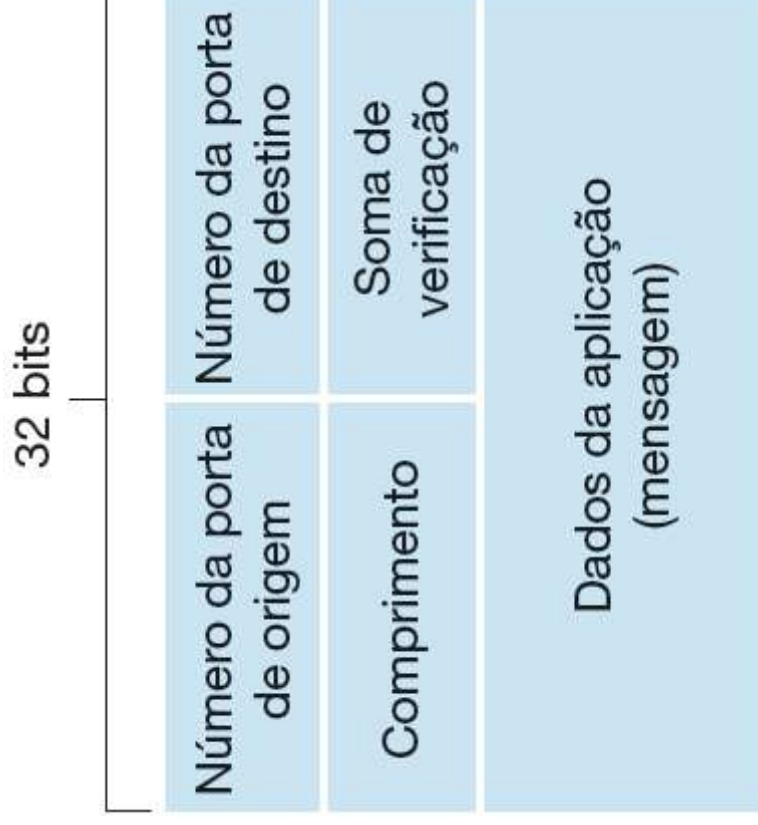 32 bits
Número da porta
de origem
Número da porta
de destino
Comprimento
Soma de
verificação
Dados da aplicação
(mensagem)